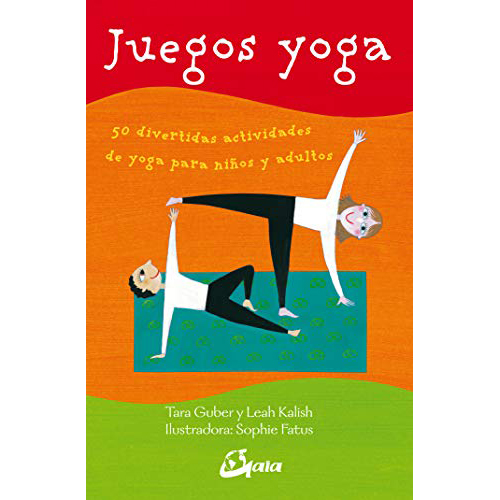 Juegos yoga
50 divertidas actividades
de yoga para niños y adultos
Tara Guber y Leah Kalish
Ilustradora: Sophie Fatus
Gaia